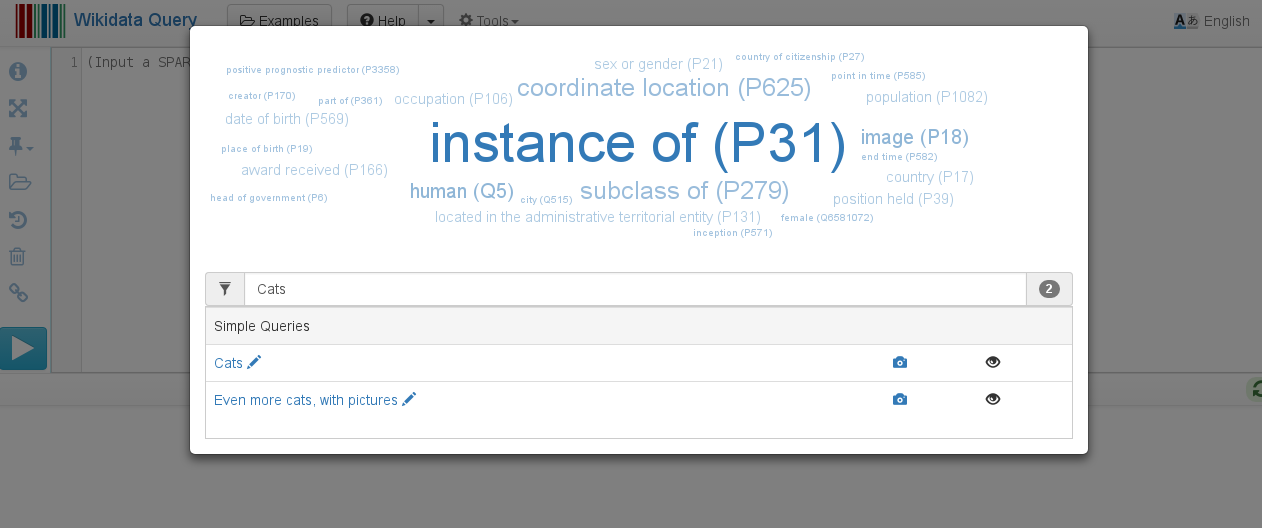 Wikidata Query Examples Help Tools English
1 (Input a SPAR
sex or gender (P21) country of citizenship (P27)
positive prognostic predictor (P3358) coordinate location (P625) point in time (P585)
creator (P170) part of (P361) occupation (P106) population (P1082)
date of birth (P569)
instance of (P31) image (P18)
place of birth (P19) end time (P582)
award received (P166) country (P17)
human (Q5) city (Q515) subclass of (P279) position held (P39)
head of government (P6)
located in the administrative territorial entity (P131) female (Q6581072)
inception (P571)
Cats 2
Simple Queries
Cats
Even more cats, with pictures